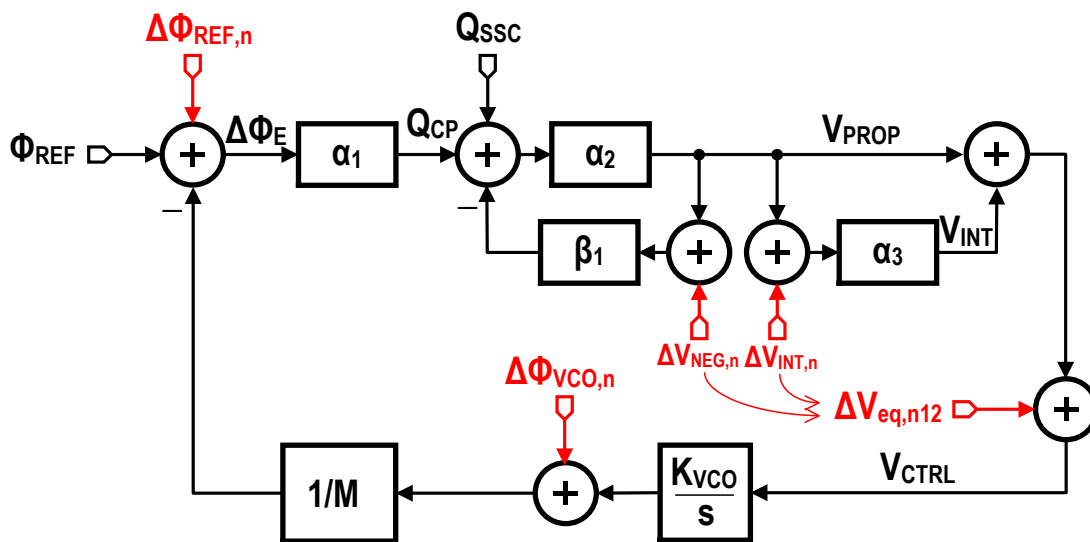 ΔΦREF,n
QSSC
ΦREF
+
ΔΦE
α1
QCP
+
α2
VPROP
+
−
−
β1
+
+
α3
VINT
ΔVNEG,n
ΔVINT,n
ΔΦVCO,n
ΔVeq,n12
+
1/M
+
KVCO
s
VCTRL